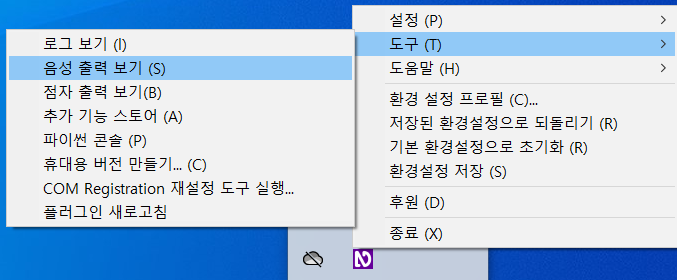 설정 (P)
도구 (T)
도움말 (H)
환경 설정 프로필 (C)...
저장된 환경설정으로 되돌리기 (R)
기본 환경설정으로 초기화 (R)
환경설정 저장 (S)
후원 (D)
종료 (X)
로그 보기 (I)
음성 출력 보기 (S)
점자 출력 보기(B)
추가 기능 스토어 (A)
파이썬 콘솔 (P)
휴대용 버전 만들기... (C)
COM Registration 재설정 도구 실행...
플러그인 새로고침